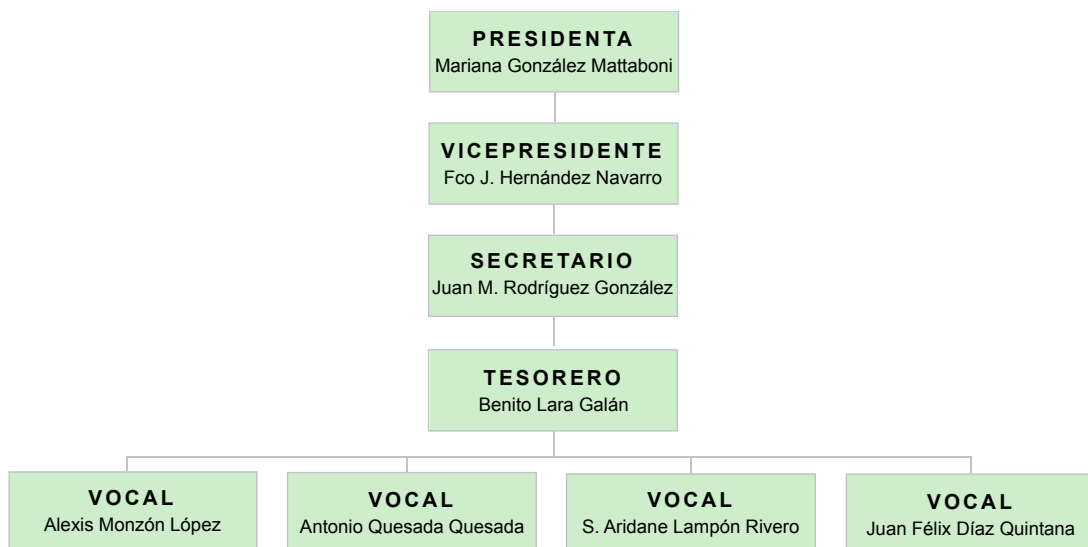 PRESIDENTA
Mariana González Mattaboni
VICEPRESIDENTE
Fco J. Hernández Navarro
SECRETARIO
Juan M. Rodríguez González
TESORERO
Benito Lara Galán
VOCAL
Alexis Monzón López
VOCAL
Antonio Quesada Quesada
VOCAL
S. Aridane Lampón Rivero
VOCAL
Juan Félix Díaz Quintana